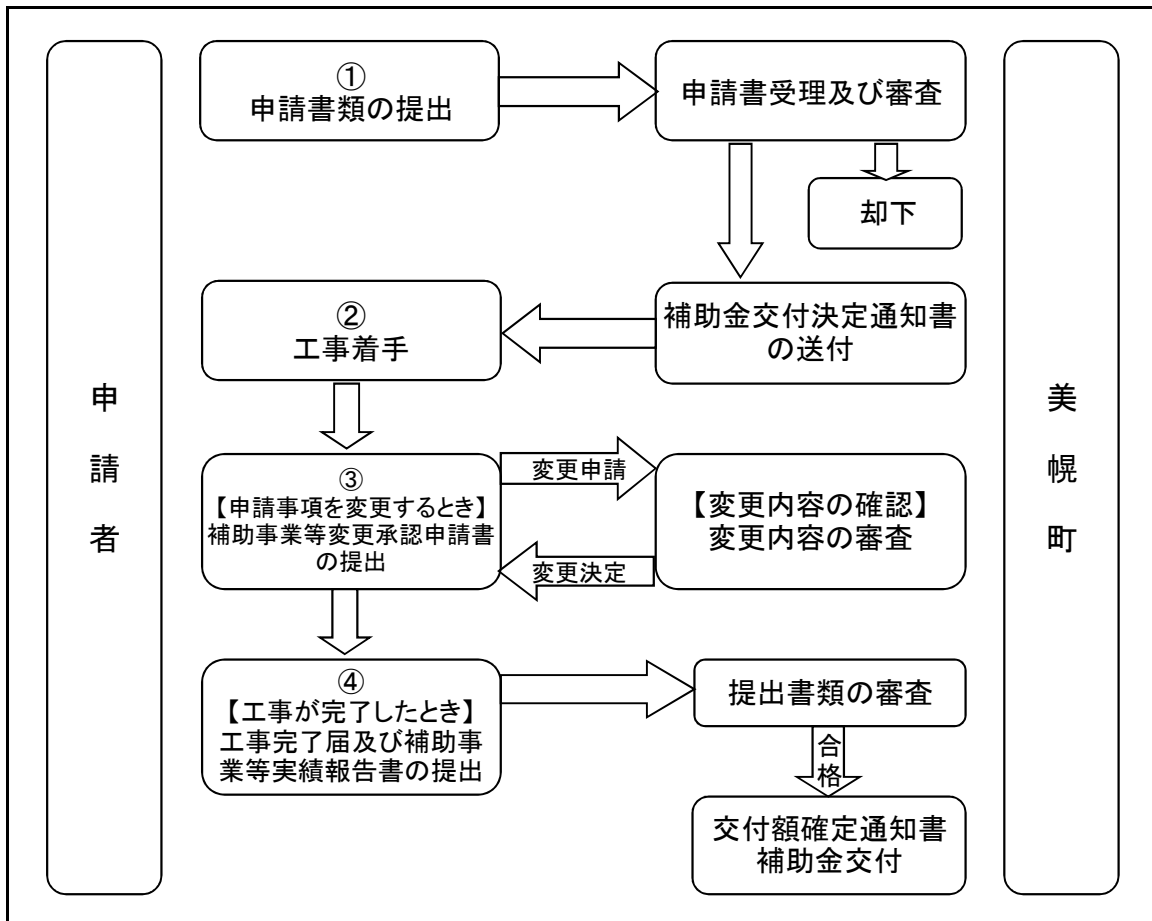 申請者
①
申請書類の提出
申請書受理及び審査
却下
補助金交付決定通知書
の送付
②
工事着手
③
【申請事項を変更するとき】
補助事業等変更承認申請書
の提出
変更申請
【変更内容の確認】
変更内容の審査
変更決定
④
【工事が完了したとき】
工事完了届及び補助事
業等実績報告書の提出
提出書類の審査
合格
交付額確定通知書
補助金交付
美幌町